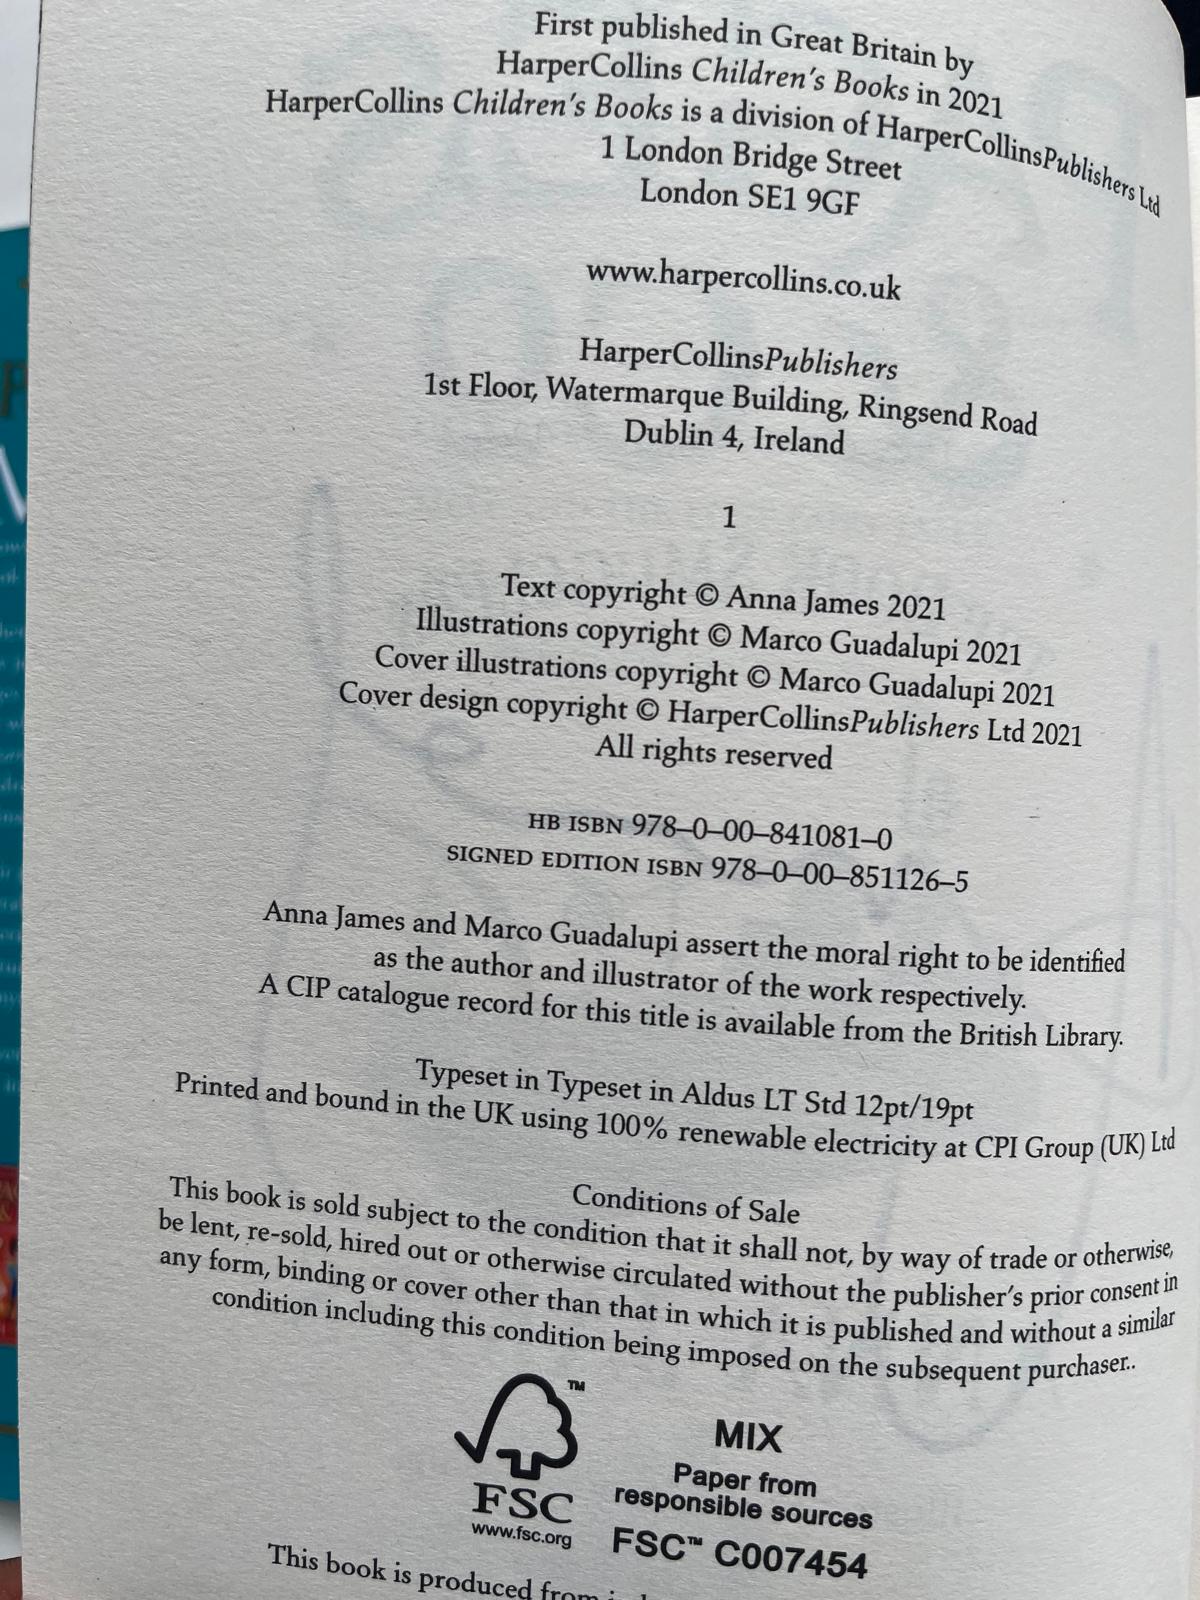 First published in Great Britain by
HarperCollins Children's Books in 2021
HarperCollins Children's Books is a division of HarperCollinsPublishers Ltd
1 London Bridge Street
London SE1 9GF
www.harpercollins.co.uk
HarperCollinsPublishers
1st Floor, Watermarque Building, Ringsend Road
Dublin 4, Ireland
1
Text copyright © Anna James 2021
Illustrations copyright © Marco Guadalupi 2021
Cover illustrations copyright © Marco Guadalupi 2021
Cover design copyright © HarperCollinsPublishers Ltd 2021
All rights reserved
HB ISBN 978–0–00–841081–0
SIGNED EDITION ISBN 978–0–00–851126–5
Anna James and Marco Guadalupi assert the moral right to be identified
as the author and illustrator of the work respectively.
A CIP catalogue record for this title is available from the British Library.
Typeset in Typeset in Aldus LT Std 12pt/19pt
Printed and bound in the UK using 100% renewable electricity at CPI Group (UK) Ltd
Conditions of Sale
This book is sold subject to the condition that it shall not, by way of trade or otherwise,
be lent, re-sold, hired out or otherwise circulated without the publisher's prior consent in
any form, binding or cover other than that in which it is published and without a similar
condition including this condition being imposed on the subsequent purchaser..
TM
FSC
www.fsc.org
MIX
Paper from
responsible sources
FSC™ C007454
This book is produced from